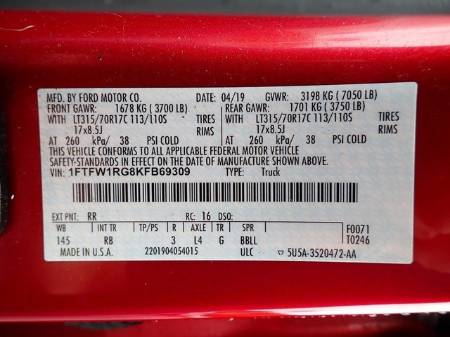 MFD. BY FORD MOTOR CO. 04/19 GVWR: 3198 KG ( 7050 LB)
FRONT GAWR: 1678 KG ( 3700 LB) REAR GAWR: 1701 KG ( 3750 LB)
WITH LT315/70R17C 113/110S TIRES WITH LT315/70R17C 113/110S TIRES
17x8.5J RIMS 17x8.5J RIMS
AT 260 kPa/ 38 PSI COLD AT 260 kPa/ 38 PSI COLD
THIS VEHICLE CONFORMS TO ALL APPLICABLE FEDERAL MOTOR VEHICLE
SAFETY-STANDARDS IN EFFECT ON THE DATE OF MANUFACTURE SHOWN ABOVE.
VIN: 1FTFW1RG8KFB69309 TYPE: Truck
EXT PNT: RR RC: 16 DSO:
WB INT TR TP/PS R AXLE TR SPR F0071
145 RB 3 L4 G BBLL T0246
MADE IN U.S.A. 2201904054015 ULC 5U5A-3520472-AA